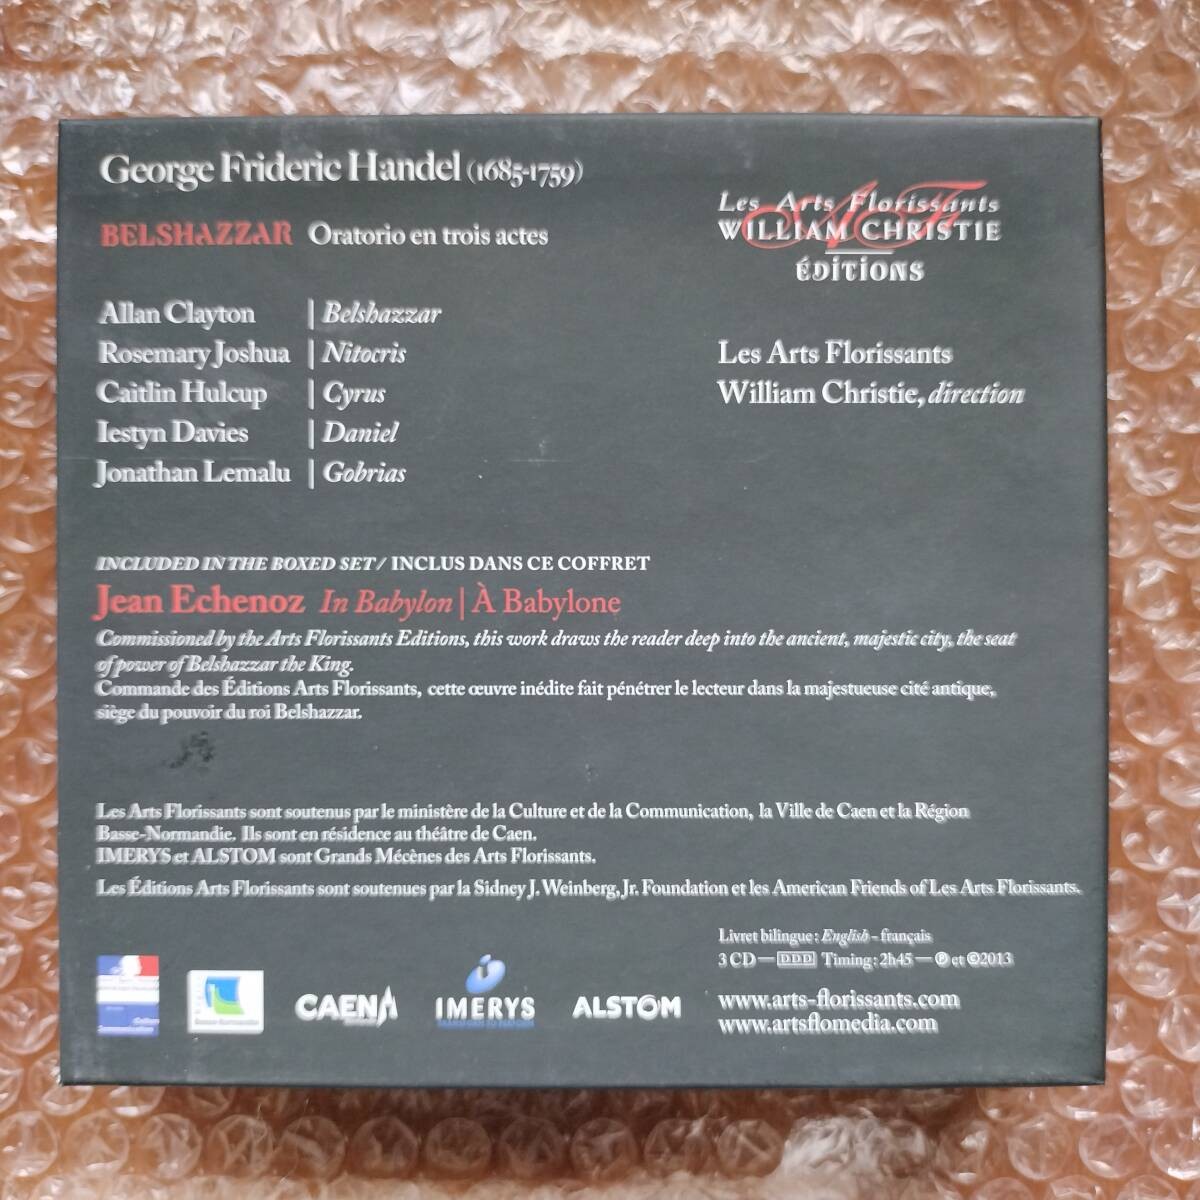 George Frideric Handel (1685-1759)
BELSHAZZAR Oratorio en trois actes
Allan Clayton | Belshazzar
Rosemary Joshua | Nitocris
Caitlin Hulcup | Cyrus
Iestyn Davies | Daniel
Jonathan Lemalu | Gobrias
Les Arts Florissants
WILLIAM CHRISTIE
ÉDITIONS
Les Arts Florissants
William Christie, direction
INCLUDED IN THE BOXED SET / INCLUS DANS CE COFFRET
Jean Echenoz In Babylon | À Babylone
Commissioned by the Arts Florissants Editions, this work draws the reader deep into the ancient, majestic city, the seat
of power of Belshazzar the King.
Commande des Éditions Arts Florissants, cette œuvre inédite fait pénétrer le lecteur dans la majestueuse cité antique,
siège du pouvoir du roi Belshazzar.
Les Arts Florissants sont soutenus par le ministère de la Culture et de la Communication, la Ville de Caen et la Région
Basse-Normandie. Ils sont en résidence au théâtre de Caen.
IMERYS et ALSTOM sont Grands Mécènes des Arts Florissants.
Les Éditions Arts Florissants sont soutenues par la Sidney J. Weinberg, Jr. Foundation et les American Friends of Les Arts Florissants.
Livret bilingue : English - français
3 CD — DDD Timing : 2h45 — ℗ et ©2013
www.arts-florissants.com
www.artsflomedia.com
CAEN
IMERYS
ALSTOM